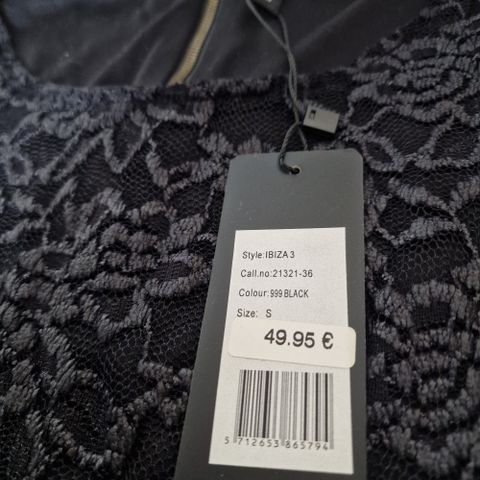 Style:IBIZA 3
Call.no:21321-36
Colour:999 BLACK
Size: S
49.95 €
5 712653 865794